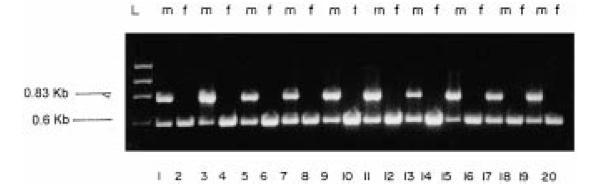 L m f m f m f m f m f m f m f m f m f m f
0.83 Kb
0.6 Kb
1 2 3 4 5 6 7 8 9 10 11 12 13 14 15 16 17 18 19 20